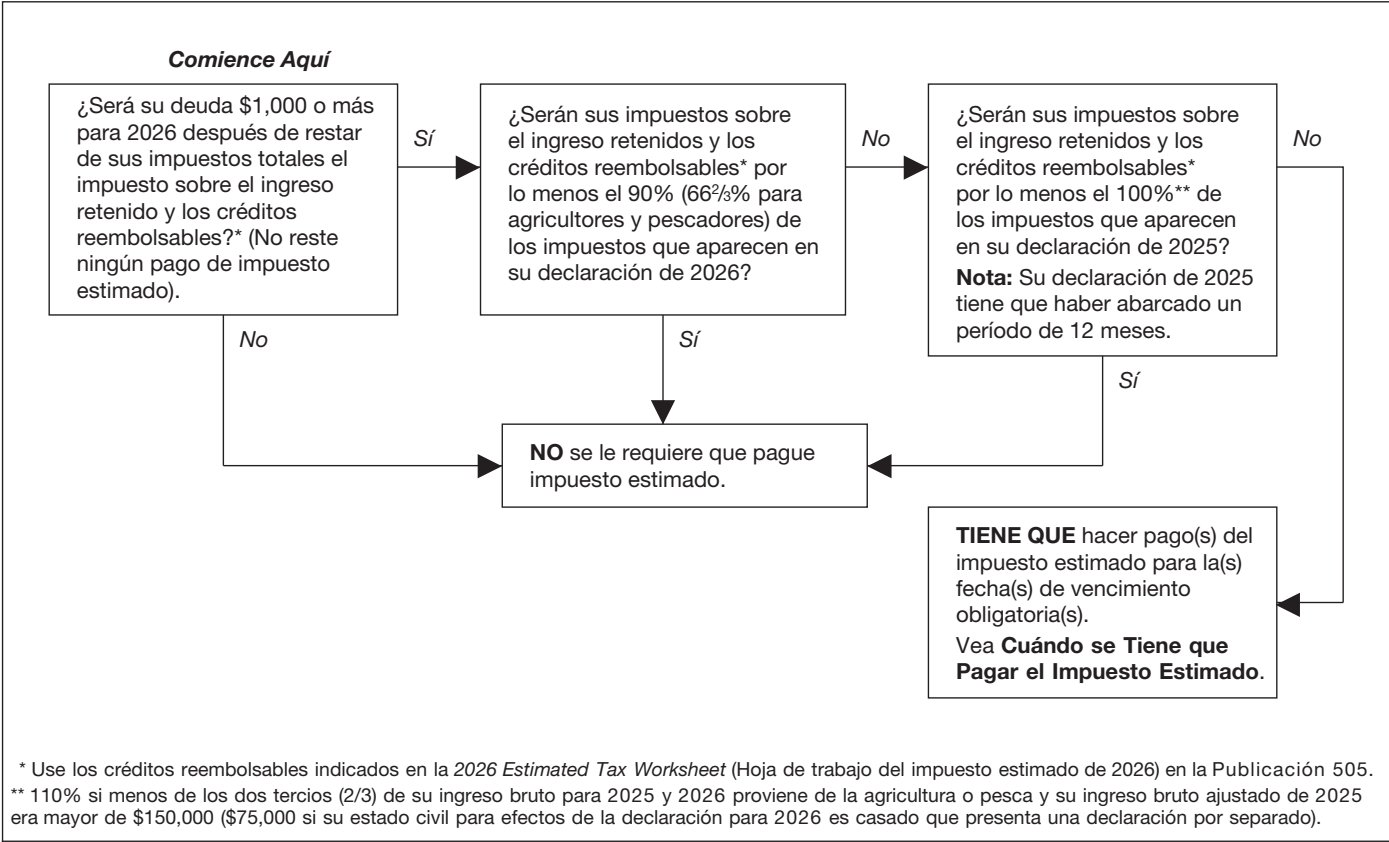 Comience Aquí
¿Será su deuda $1,000 o más
para 2026 después de restar
de sus impuestos totales el
impuesto sobre el ingreso
retenido y los créditos
reembolsables?* (No reste
ningún pago de impuesto
estimado).
Sí
No
¿Serán sus impuestos sobre
el ingreso retenidos y los
créditos reembolsables* por
lo menos el 90% (66²/₃% para
agricultores y pescadores) de
los impuestos que aparecen en
su declaración de 2026?
No
Sí
¿Serán sus impuestos sobre
el ingreso retenidos y los
créditos reembolsables*
por lo menos el 100%** de
los impuestos que aparecen
en su declaración de 2025?
Nota: Su declaración de 2025
tiene que haber abarcado un
período de 12 meses.
No
Sí
NO se le requiere que pague
impuesto estimado.
TIENE QUE hacer pago(s) del
impuesto estimado para la(s)
fecha(s) de vencimiento
obligatoria(s).
Vea Cuándo se Tiene que
Pagar el Impuesto Estimado.
* Use los créditos reembolsables indicados en la 2026 Estimated Tax Worksheet (Hoja de trabajo del impuesto estimado de 2026) en la Publicación 505.
** 110% si menos de los dos tercios (2/3) de su ingreso bruto para 2025 y 2026 proviene de la agricultura o pesca y su ingreso bruto ajustado de 2025
era mayor de $150,000 ($75,000 si su estado civil para efectos de la declaración para 2026 es casado que presenta una declaración por separado).